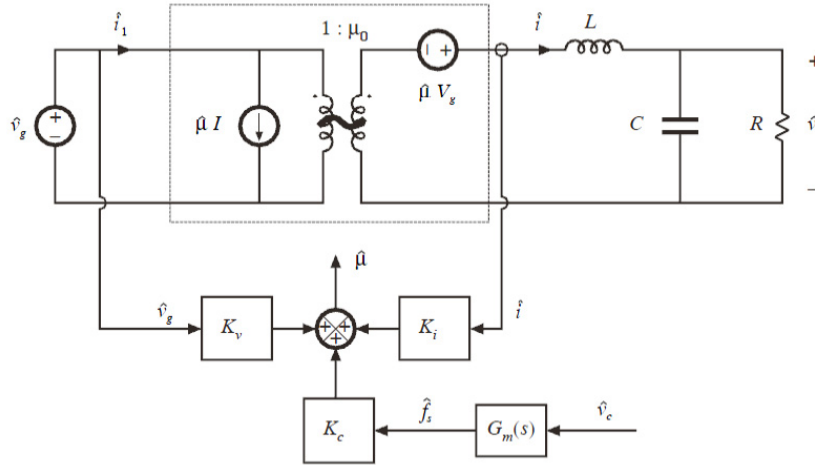 î₁
1 : μ₀
î
L
+
−
+
v̂g
+
−
μ̂ I
μ̂ Vg
C
R
v̂
−
μ̂
v̂g
Kv
+
+
+
Ki
î
Kc
f̂s
Gm(s)
v̂c